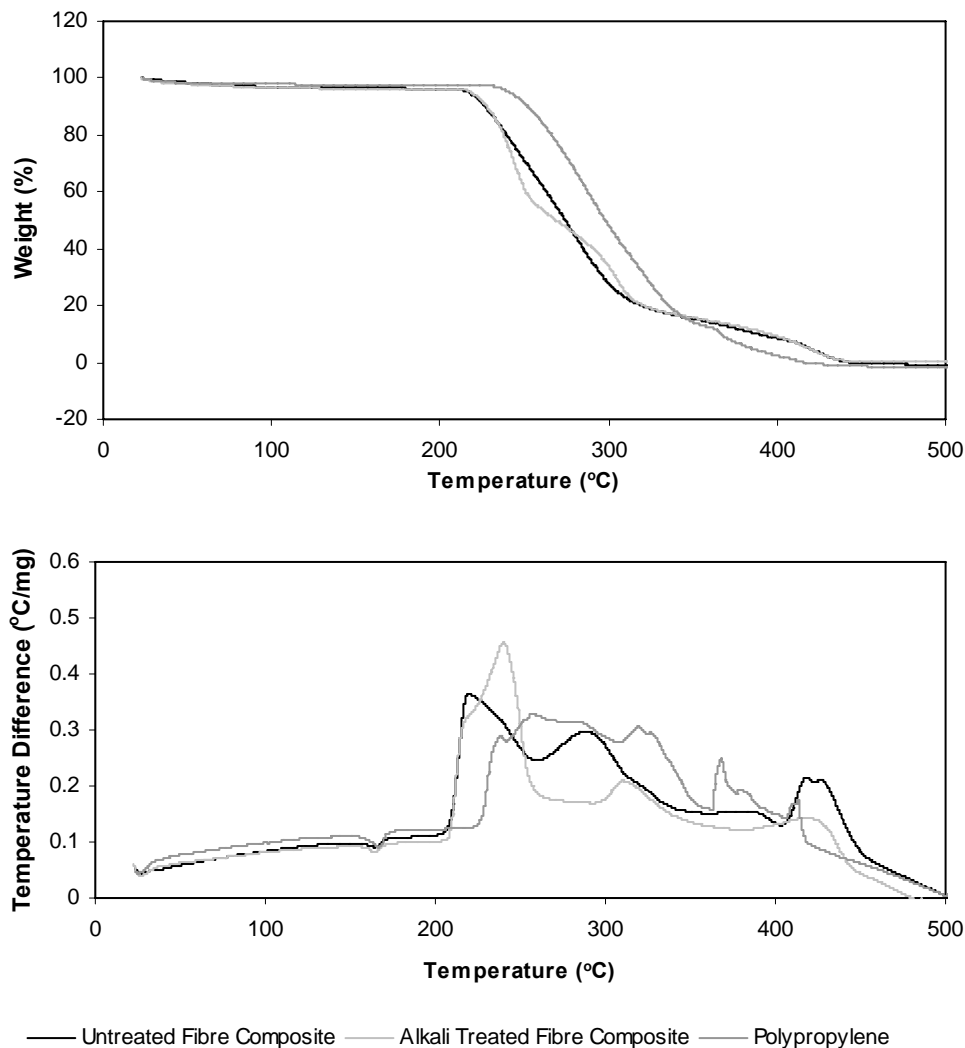 120
100
80
60
40
20
0
-20
Weight (%)
0 100 200 300 400 500
Temperature (ºC)
0.6
0.5
0.4
0.3
0.2
0.1
0
Temperature Difference (ºC/mg)
0 100 200 300 400 500
Temperature (ºC)
Untreated Fibre Composite Alkali Treated Fibre Composite Polypropylene